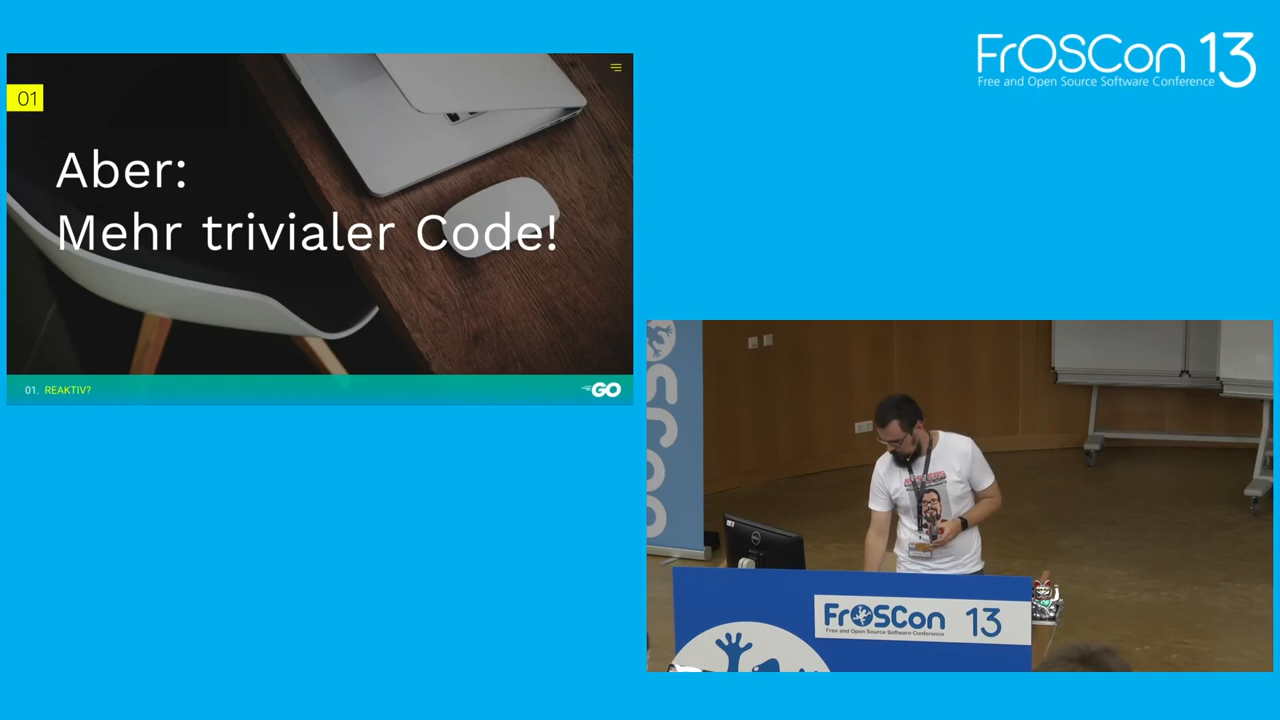 FrOSCon 13
Free and Open Source Software Conference
01
Aber:
Mehr trivialer Code!
01. REAKTIV?
GO
DELL
FrOSCon 13
Free and Open Source Software Conference